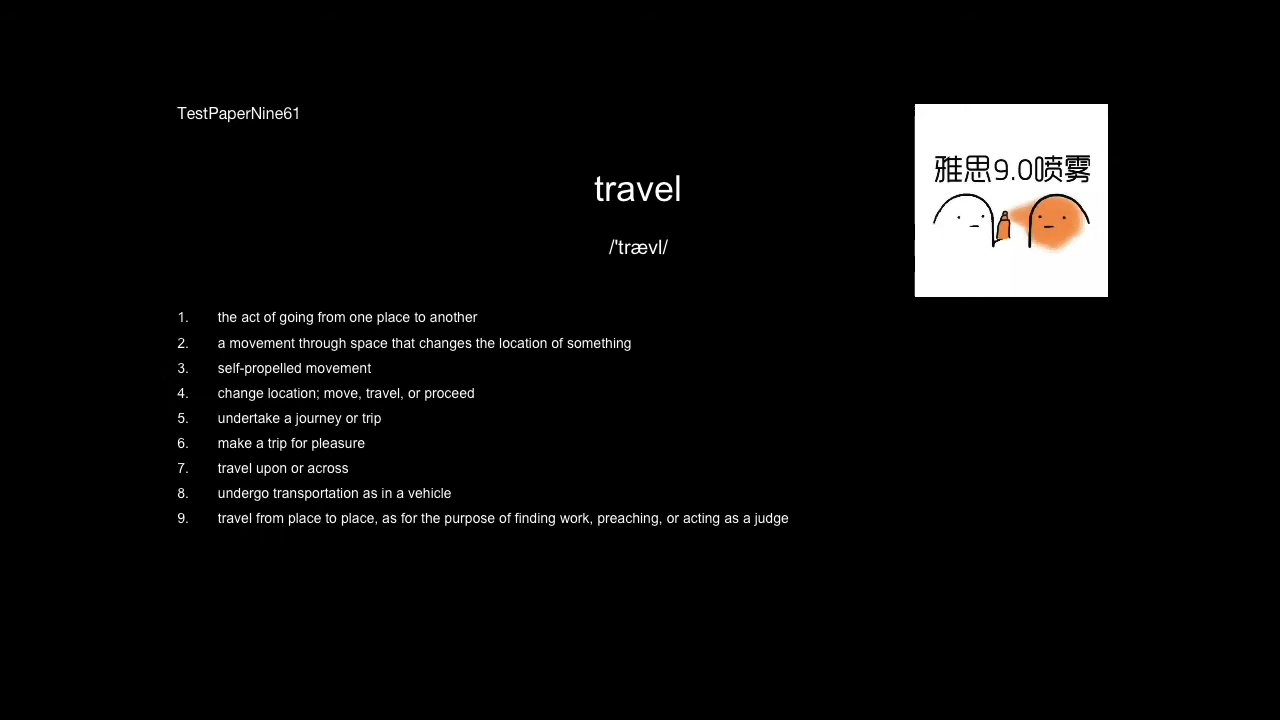 TestPaperNine61
雅思9.0喷雾
travel
/'trævl/
1. the act of going from one place to another
2. a movement through space that changes the location of something
3. self-propelled movement
4. change location; move, travel, or proceed
5. undertake a journey or trip
6. make a trip for pleasure
7. travel upon or across
8. undergo transportation as in a vehicle
9. travel from place to place, as for the purpose of finding work, preaching, or acting as a judge